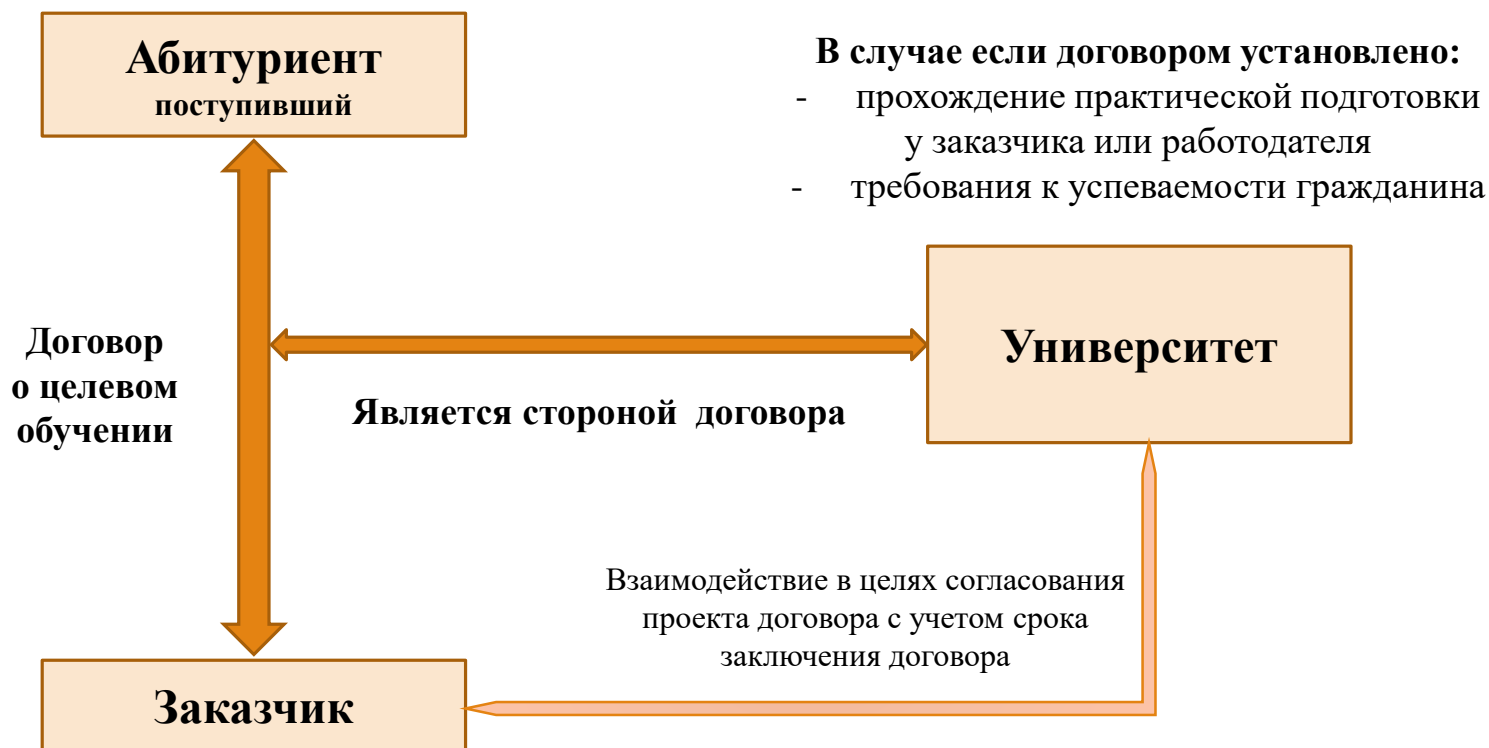 Абитуриент
поступивший
В случае если договором установлено:
- прохождение практической подготовки
у заказчика или работодателя
- требования к успеваемости гражданина
Договор
о целевом
обучении
Является стороной договора
Университет
Взаимодействие в целях согласования
проекта договора с учетом срока
заключения договора
Заказчик